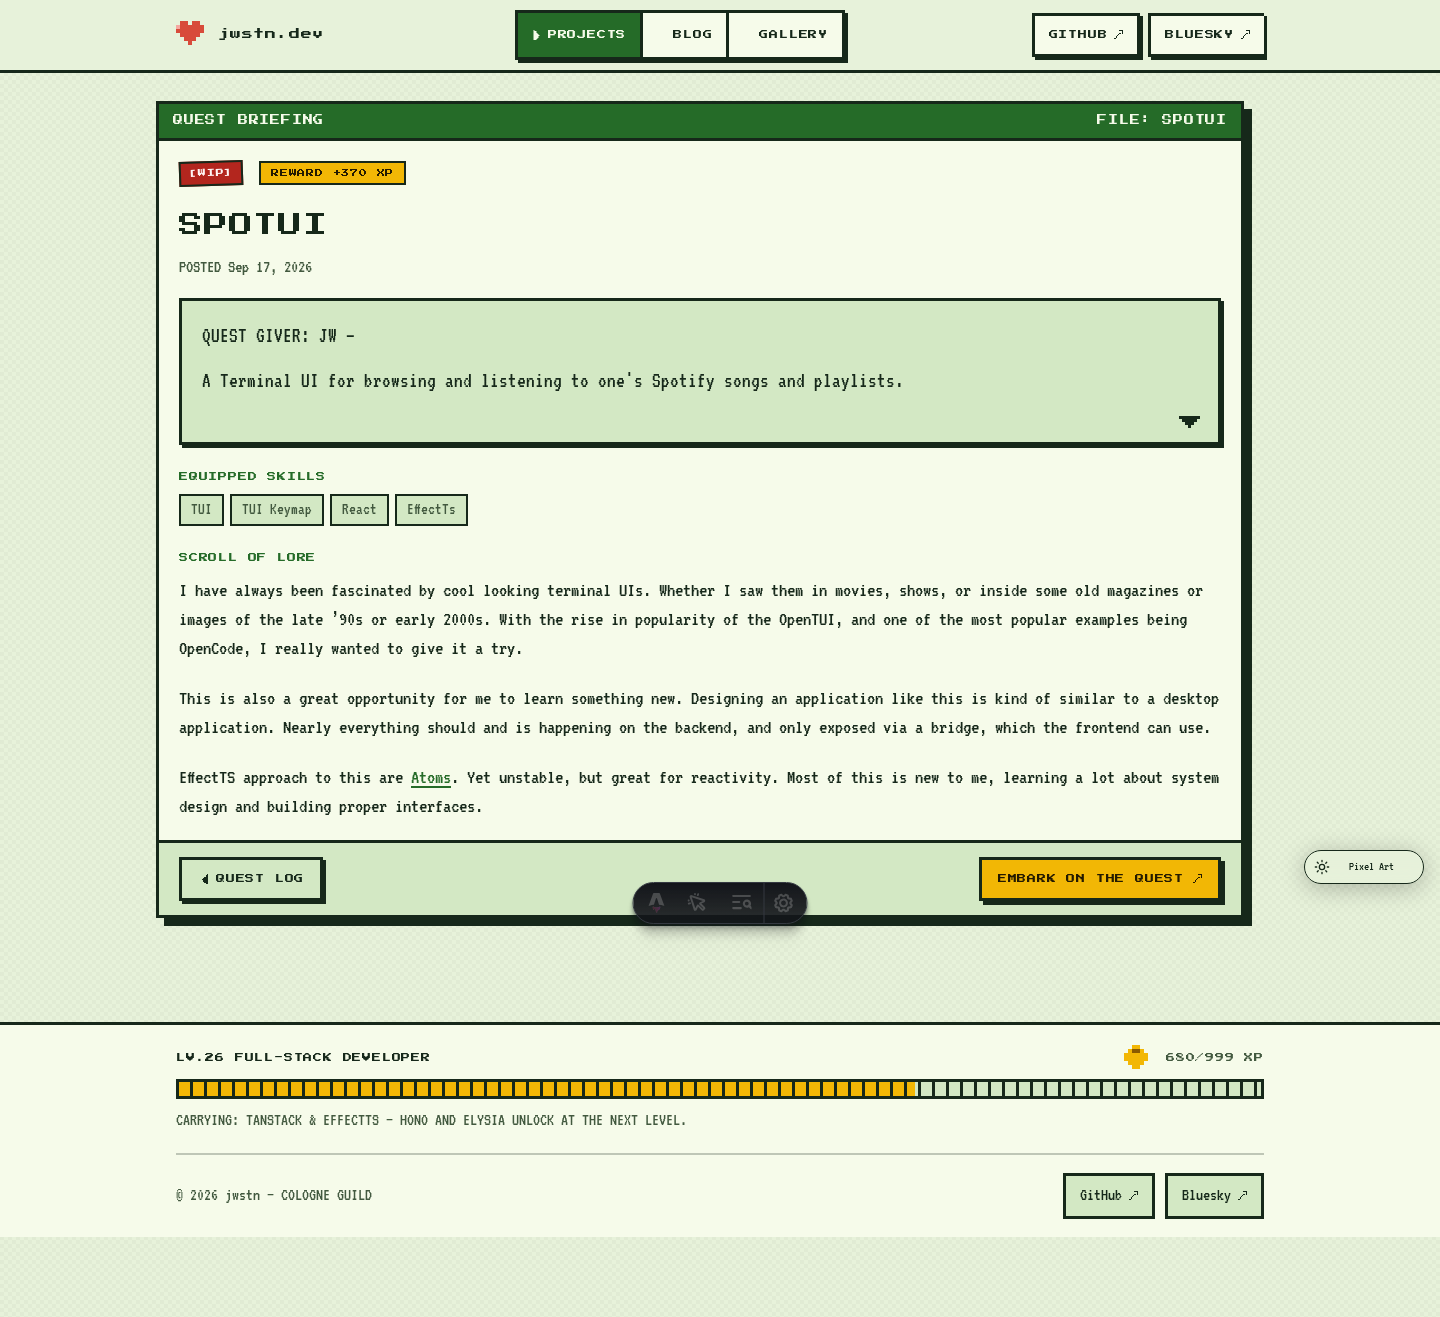 jwstn.dev
PROJECTS
BLOG
GALLERY
GITHUB ↗
BLUESKY ↗
QUEST BRIEFING
FILE: SPOTUI
[WIP]
REWARD +370 XP
SPOTUI
POSTED Sep 17, 2026
QUEST GIVER: JW —
A Terminal UI for browsing and listening to one's Spotify songs and playlists.
EQUIPPED SKILLS
TUI
TUI Keymap
React
EffectTs
SCROLL OF LORE
I have always been fascinated by cool looking terminal UIs. Whether I saw them in movies, shows, or inside some old magazines or
images of the late ’90s or early 2000s. With the rise in popularity of the OpenTUI, and one of the most popular examples being
OpenCode, I really wanted to give it a try.
This is also a great opportunity for me to learn something new. Designing an application like this is kind of similar to a desktop
application. Nearly everything should and is happening on the backend, and only exposed via a bridge, which the frontend can use.
EffectTS approach to this are Atoms. Yet unstable, but great for reactivity. Most of this is new to me, learning a lot about system
design and building proper interfaces.
QUEST LOG
EMBARK ON THE QUEST ↗
Pixel Art
LV.26 FULL-STACK DEVELOPER
680/999 XP
CARRYING: TANSTACK & EFFECTTS — HONO AND ELYSIA UNLOCK AT THE NEXT LEVEL.
© 2026 jwstn — COLOGNE GUILD
GitHub ↗
Bluesky ↗